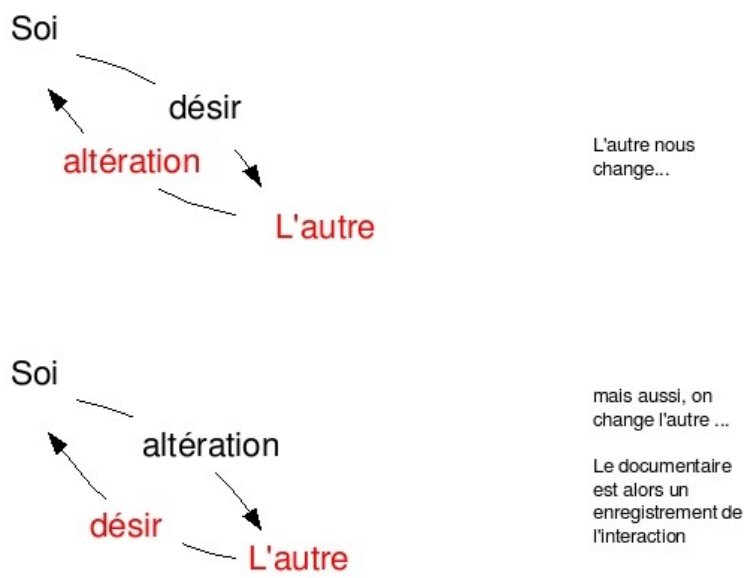 Soi
désir
altération
L'autre
L'autre nous
change...
Soi
altération
désir
L'autre
mais aussi, on
change l'autre ...
Le documentaire
est alors un
enregistrement de
l'interaction